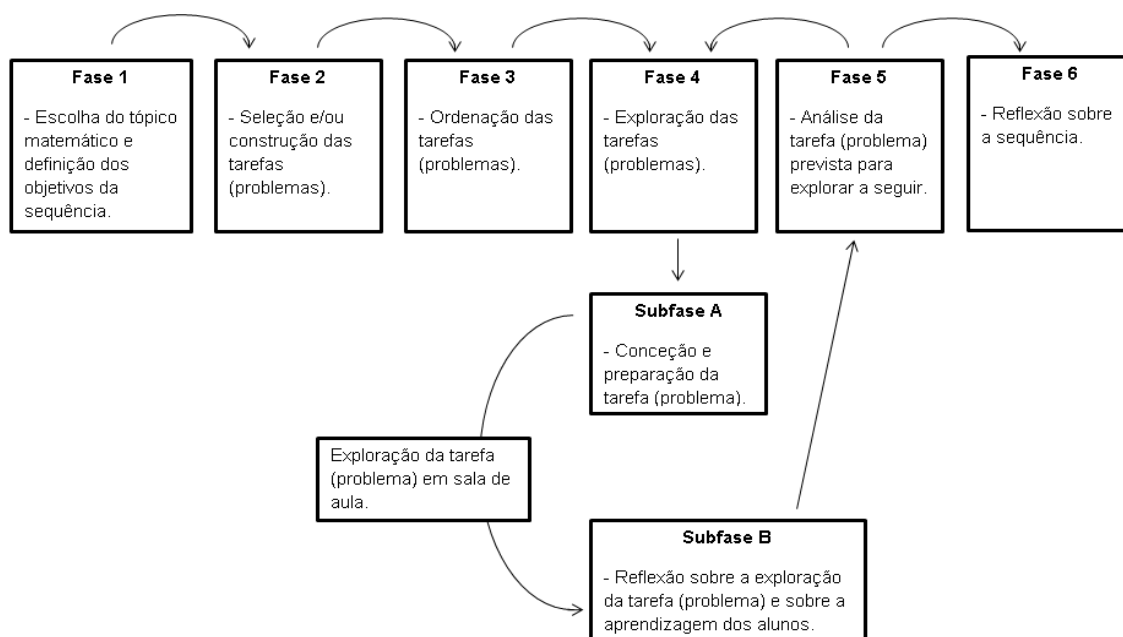 Fase 1
- Escolha do tópico
matemático e
definição dos
objetivos da
sequência.
Fase 2
- Seleção e/ou
construção das
tarefas
(problemas).
Fase 3
- Ordenação das
tarefas
(problemas).
Fase 4
- Exploração das
tarefas
(problemas).
Fase 5
- Análise da
tarefa (problema)
prevista para
explorar a seguir.
Fase 6
- Reflexão sobre
a sequência.
Subfase A
- Conceção e
preparação da
tarefa (problema).
Exploração da tarefa
(problema) em sala de
aula.
Subfase B
- Reflexão sobre a exploração
da tarefa (problema) e sobre a
aprendizagem dos alunos.